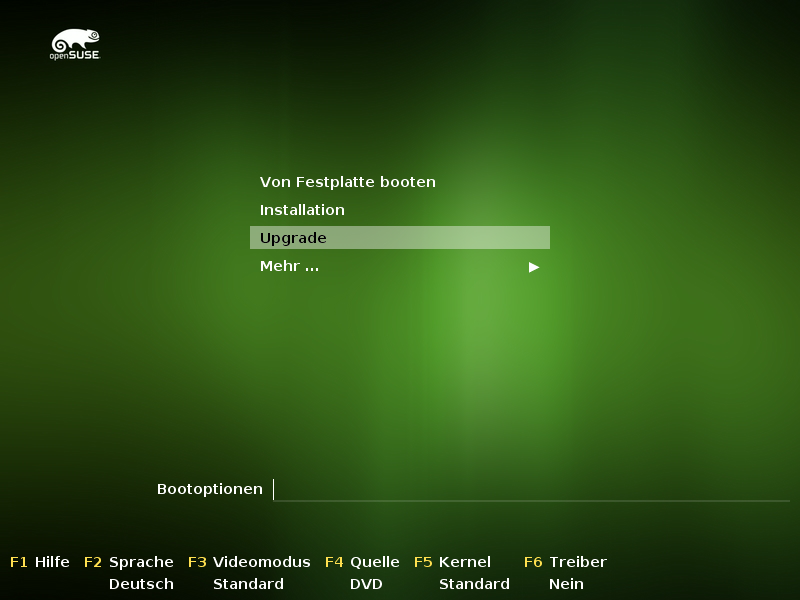 openSUSE
Von Festplatte booten
Installation
Upgrade
Mehr ...
Bootoptionen
F1 Hilfe F2 Sprache F3 Videomodus F4 Quelle F5 Kernel F6 Treiber
Deutsch Standard DVD Standard Nein